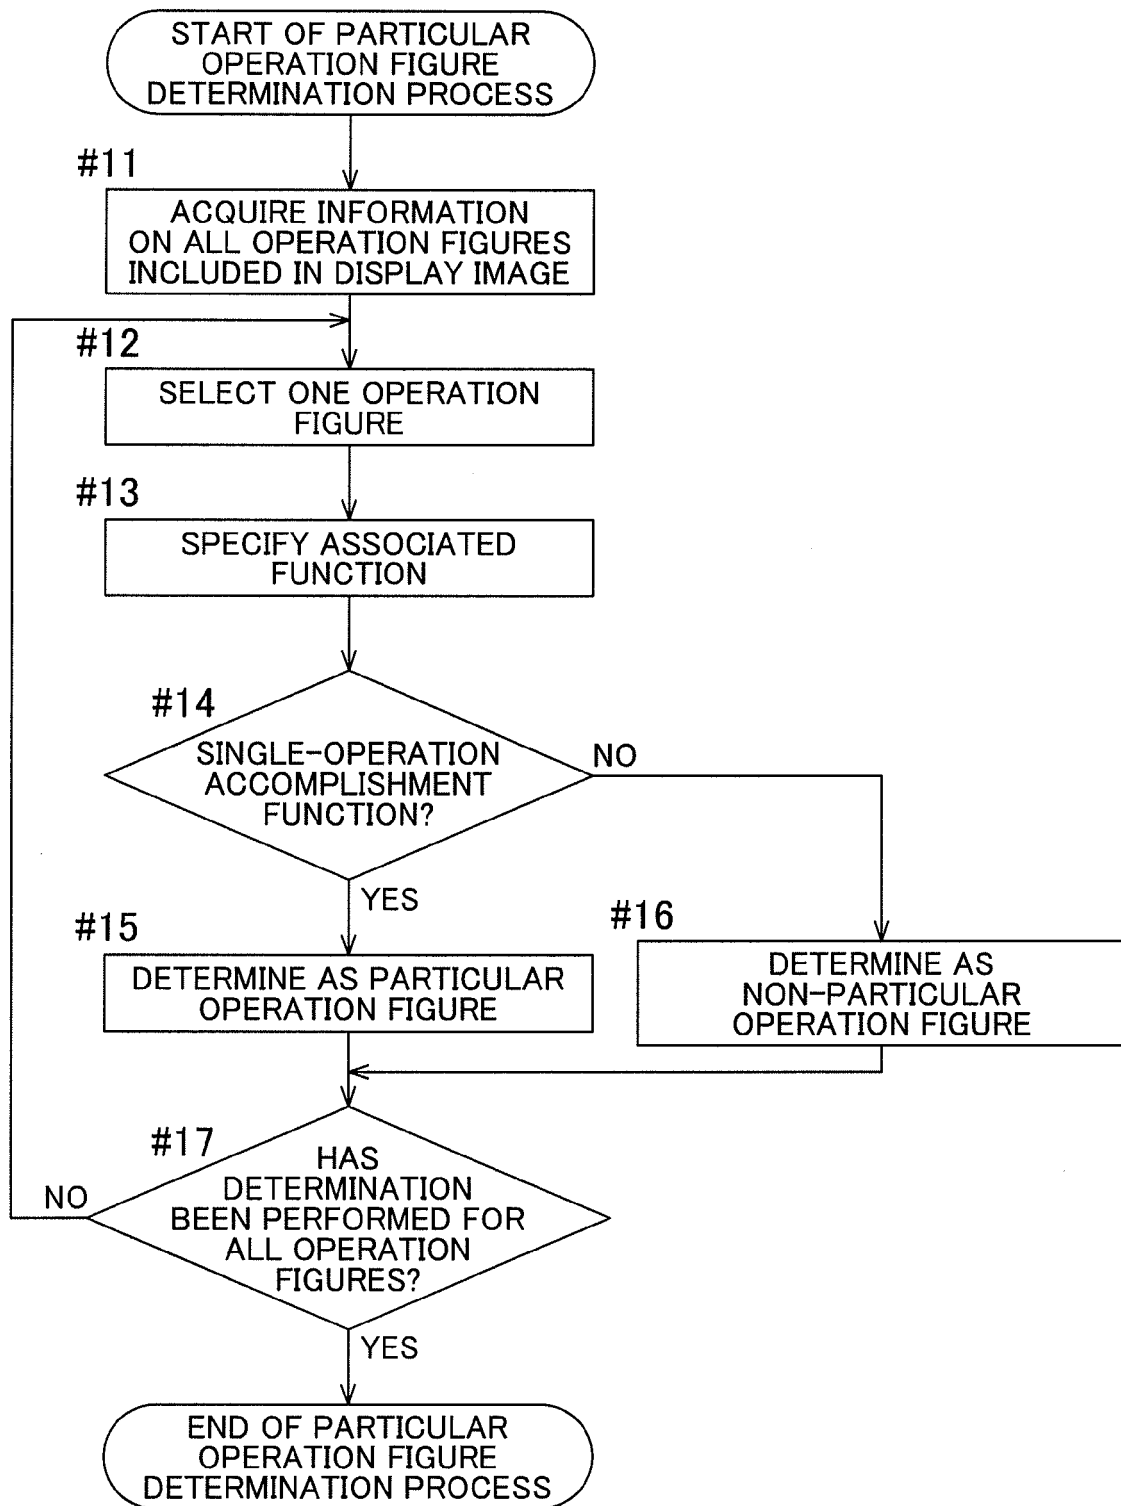 START OF PARTICULAR
OPERATION FIGURE
DETERMINATION PROCESS
#11
ACQUIRE INFORMATION
ON ALL OPERATION FIGURES
INCLUDED IN DISPLAY IMAGE
#12
SELECT ONE OPERATION
FIGURE
#13
SPECIFY ASSOCIATED
FUNCTION
#14
SINGLE-OPERATION
ACCOMPLISHMENT
FUNCTION?
NO
YES
#15
DETERMINE AS PARTICULAR
OPERATION FIGURE
#16
DETERMINE AS
NON-PARTICULAR
OPERATION FIGURE
#17
HAS
DETERMINATION
BEEN PERFORMED FOR
ALL OPERATION
FIGURES?
NO
YES
END OF PARTICULAR
OPERATION FIGURE
DETERMINATION PROCESS